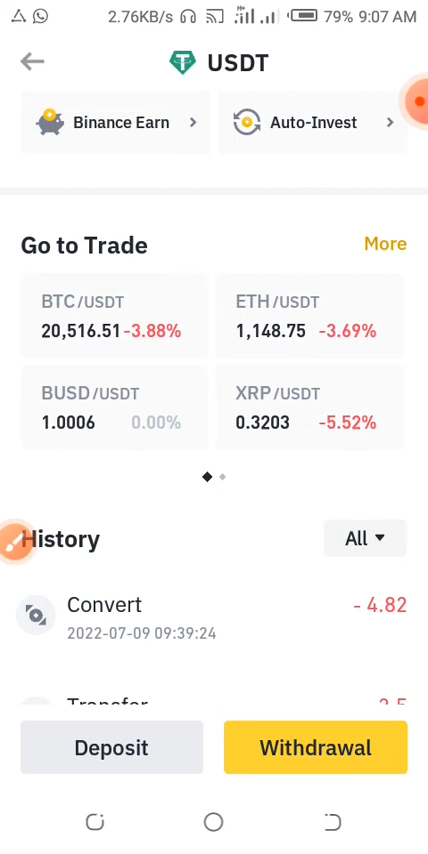 2.76KB/s H+ 79% 9:07 AM
USDT
Binance Earn > Auto-Invest >
Go to Trade More
BTC/USDT ETH/USDT
20,516.51 -3.88% 1,148.75 -3.69%
BUSD/USDT XRP/USDT
1.0006 0.00% 0.3203 -5.52%
History All
Convert - 4.82
2022-07-09 09:39:24
Deposit Withdrawal